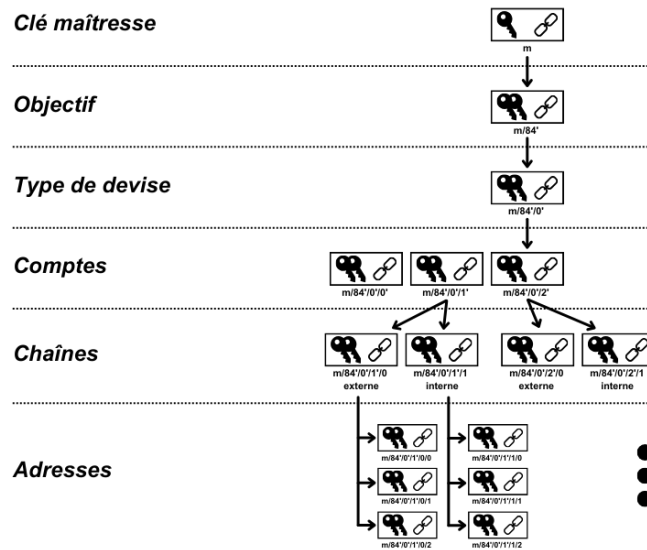 Clé maîtresse
m
Objectif
m/84'
Type de devise
m/84'/0'
Comptes
m/84'/0'/0' m/84'/0'/1' m/84'/0'/2'
Chaînes
m/84'/0'/1'/0 m/84'/0'/1'/1 m/84'/0'/2'/0 m/84'/0'/2'/1
externe interne externe interne
m/84'/0'/1'/0/0 m/84'/0'/1'/1/0
Adresses
m/84'/0'/1'/0/1 m/84'/0'/1'/1/1
m/84'/0'/1'/0/2 m/84'/0'/1'/1/2